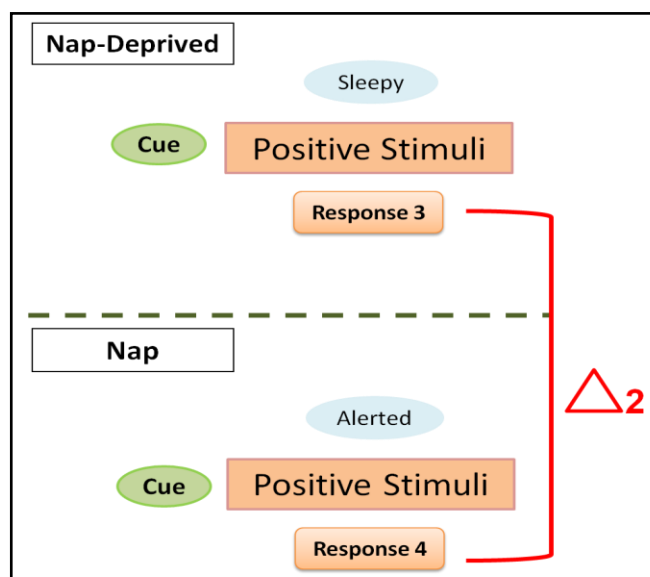 Nap-Deprived
Sleepy
Cue
Positive Stimuli
Response 3
Nap
△2
Alerted
Cue
Positive Stimuli
Response 4